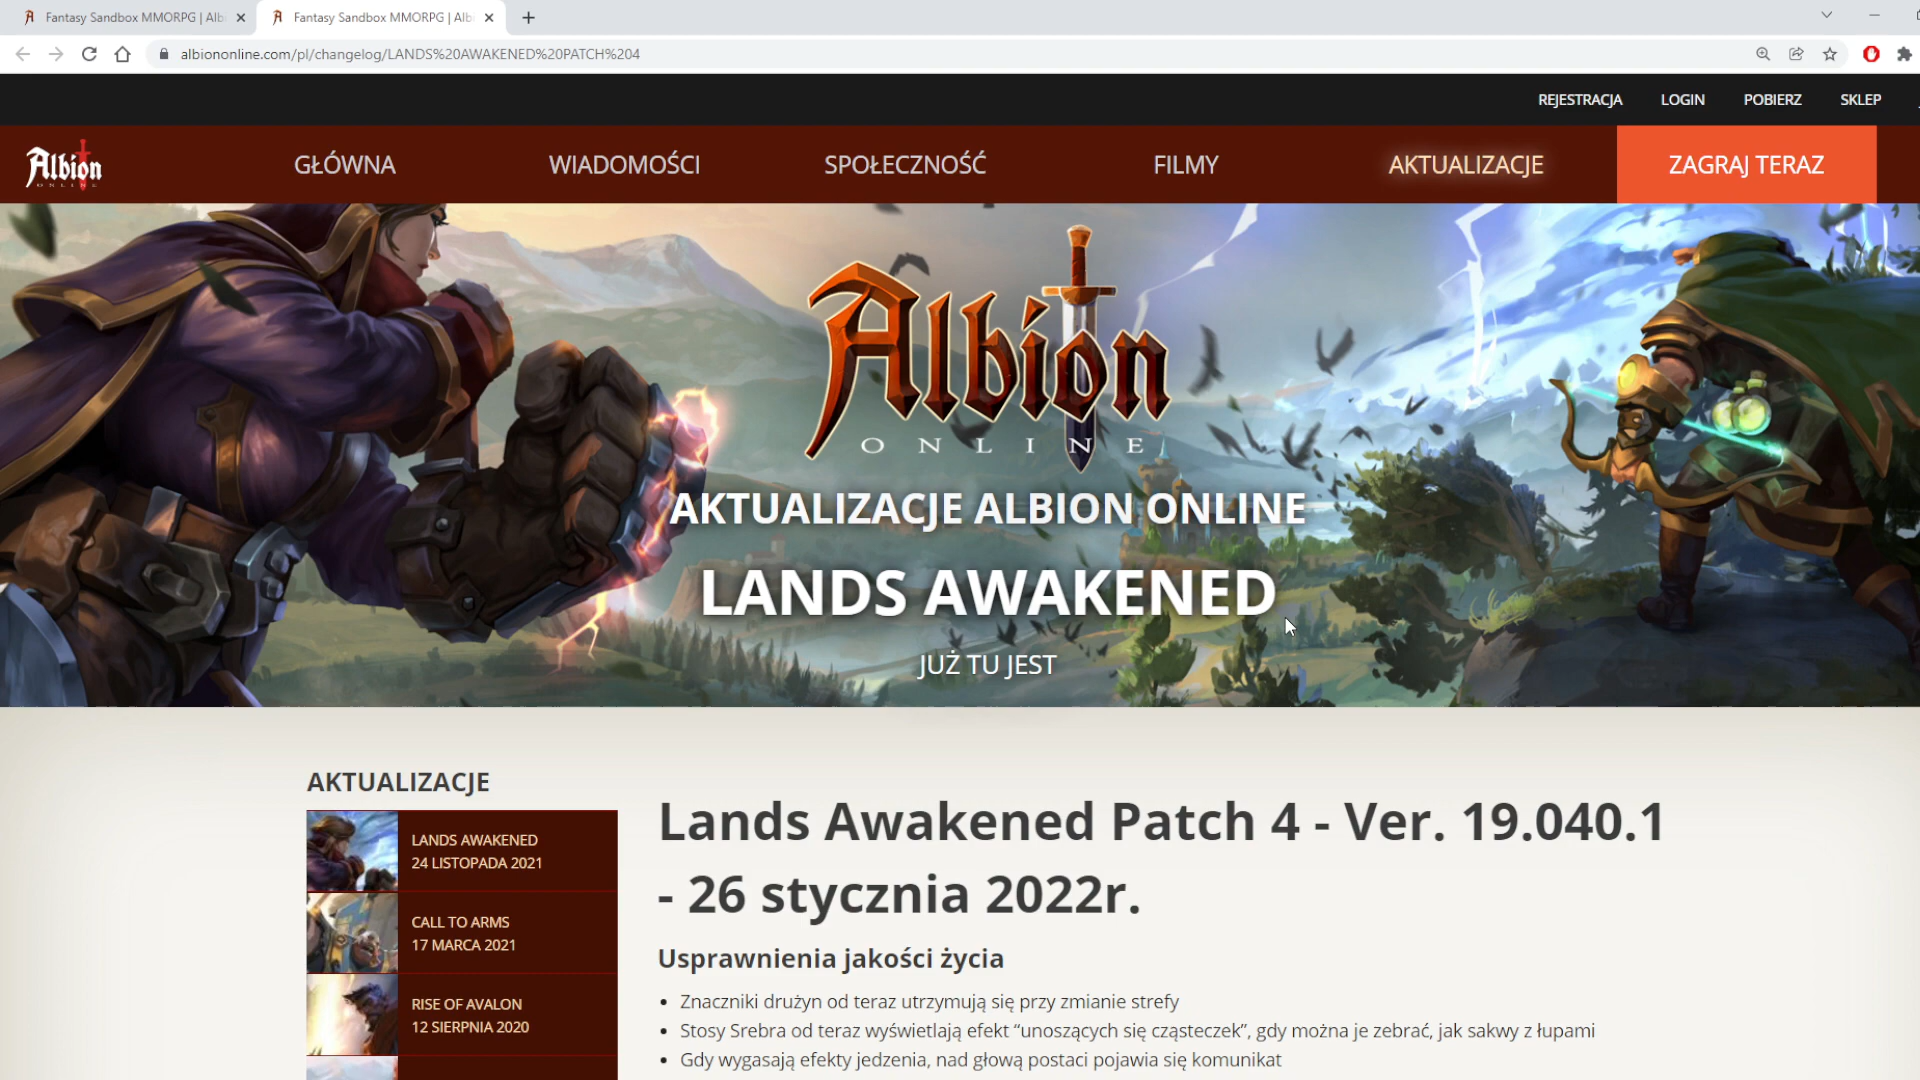 Fantasy Sandbox MMORPG | Alb
Fantasy Sandbox MMORPG | Alb
albiononline.com/pl/changelog/LANDS%20AWAKENED%20PATCH%204
REJESTRACJA LOGIN POBIERZ SKLEP
Albion
ONLINE
GŁÓWNA WIADOMOŚCI SPOŁECZNOŚĆ FILMY AKTUALIZACJE ZAGRAJ TERAZ
Albion
ONLINE
AKTUALIZACJE ALBION ONLINE
LANDS AWAKENED
JUŻ TU JEST
AKTUALIZACJE
LANDS AWAKENED
24 LISTOPADA 2021
CALL TO ARMS
17 MARCA 2021
RISE OF AVALON
12 SIERPNIA 2020
Lands Awakened Patch 4 - Ver. 19.040.1
- 26 stycznia 2022r.
Usprawnienia jakości życia
• Znaczniki drużyn od teraz utrzymują się przy zmianie strefy
• Stosy Srebra od teraz wyświetlają efekt “unoszących się cząsteczek”, gdy można je zebrać, jak sakwy z łupami
• Gdy wygasają efekty jedzenia, nad głową postaci pojawia się komunikat